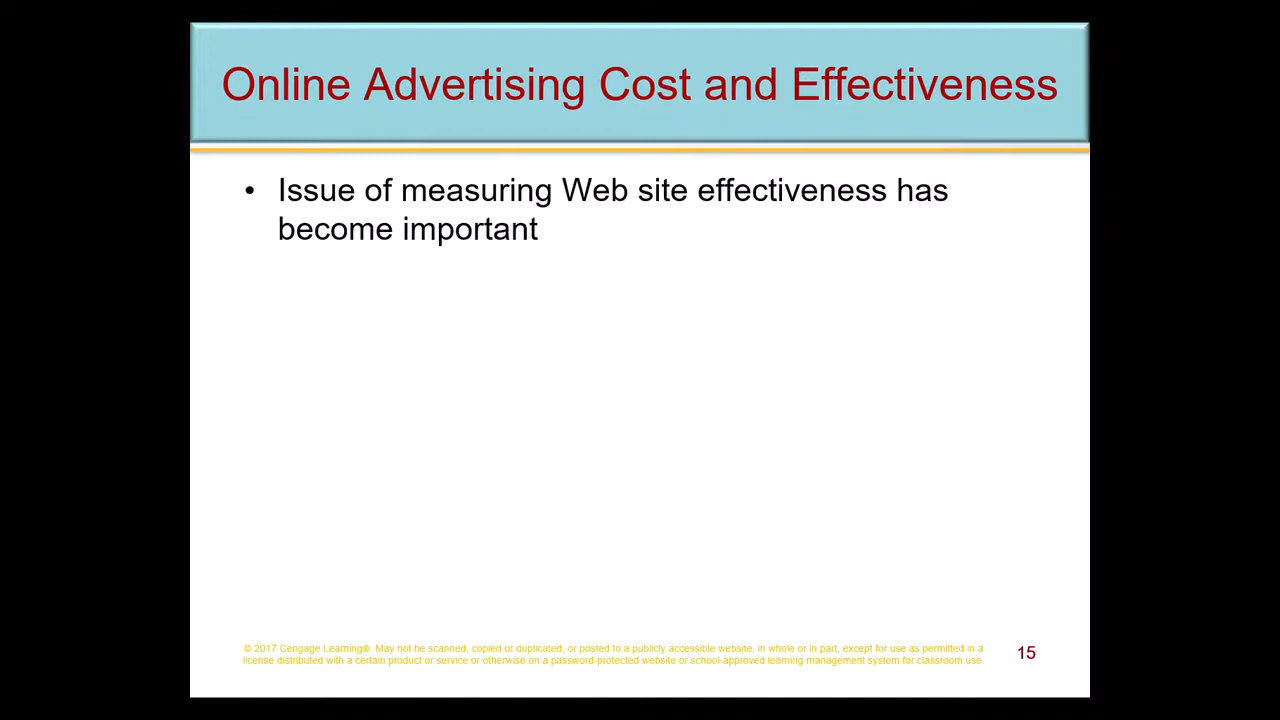 Online Advertising Cost and Effectiveness
• Issue of measuring Web site effectiveness has
become important
© 2017 Cengage Learning® May not be scanned, copied or duplicated, or posted to a publicly accessible website, in whole or in part, except for use as permitted in a
license distributed with a certain product or service or otherwise on a password-protected website or school-approved learning management system for classroom use.
15